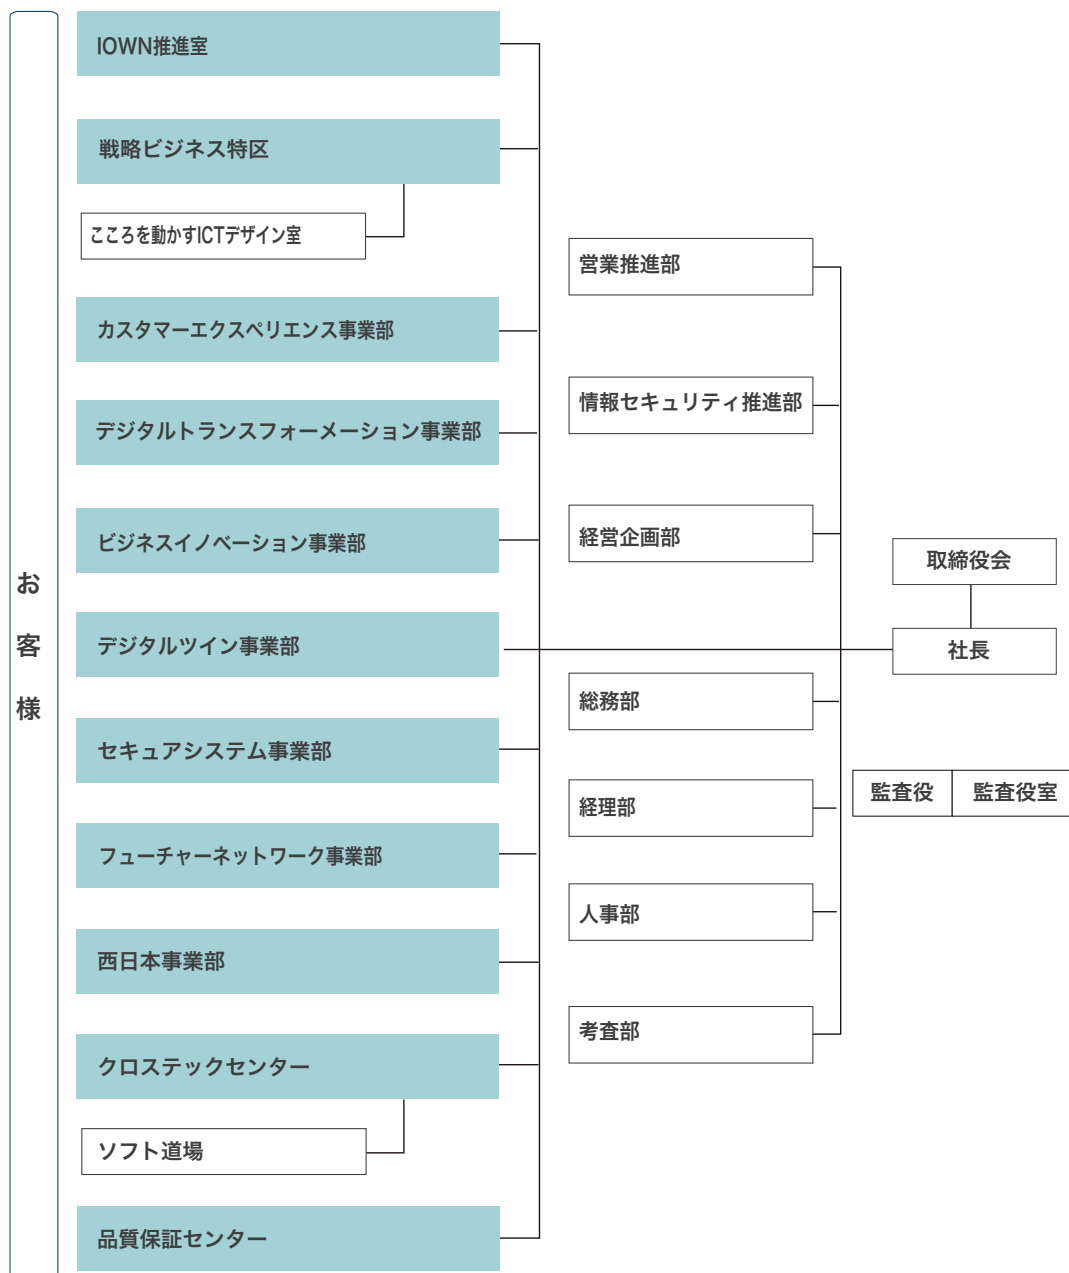 お客様
IOWN推進室
戦略ビジネス特区
こころを動かすICTデザイン室
カスタマーエクスペリエンス事業部
デジタルトランスフォーメーション事業部
ビジネスイノベーション事業部
デジタルツイン事業部
セキュアシステム事業部
フューチャーネットワーク事業部
西日本事業部
クロステックセンター
ソフト道場
品質保証センター
営業推進部
情報セキュリティ推進部
経営企画部
総務部
経理部
人事部
考査部
取締役会
社長
監査役
監査役室